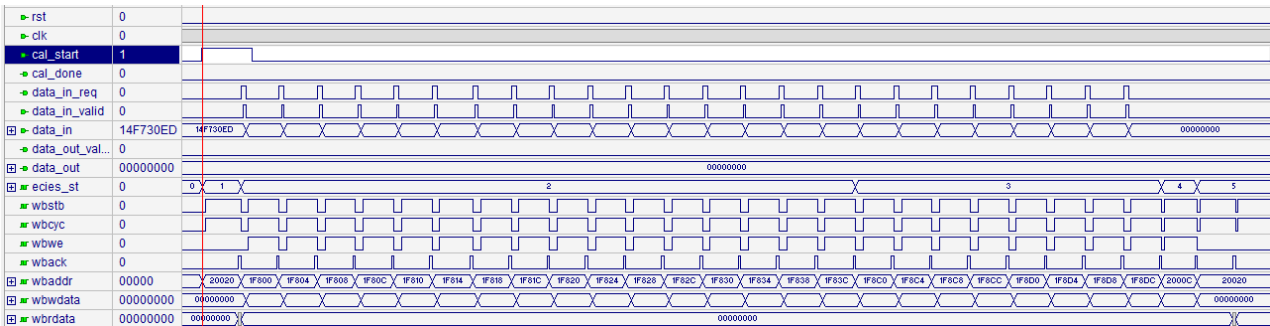 rst 0
clk 0
cal_start 1
cal_done 0
data_in_req 0
data_in_valid 0
data_in 14F730ED 14F730ED 00000000
data_out_val... 0
data_out 00000000 00000000
ecies_st 0 0 1 2 3 4 5
wbstb 0
wbcyc 0
wbwe 0
wback 0
wbaddr 00000 20020 1F800 1F804 1F808 1F80C 1F810 1F814 1F818 1F81C 1F820 1F824 1F828 1F82C 1F830 1F834 1F838 1F83C 1F8C0 1F8C4 1F8C8 1F8CC 1F8D0 1F8D4 1F8D8 1F8DC 2000C 20020
wbwdata 00000000 00000000 00000000
wbrdata 00000000 00000000 00000000